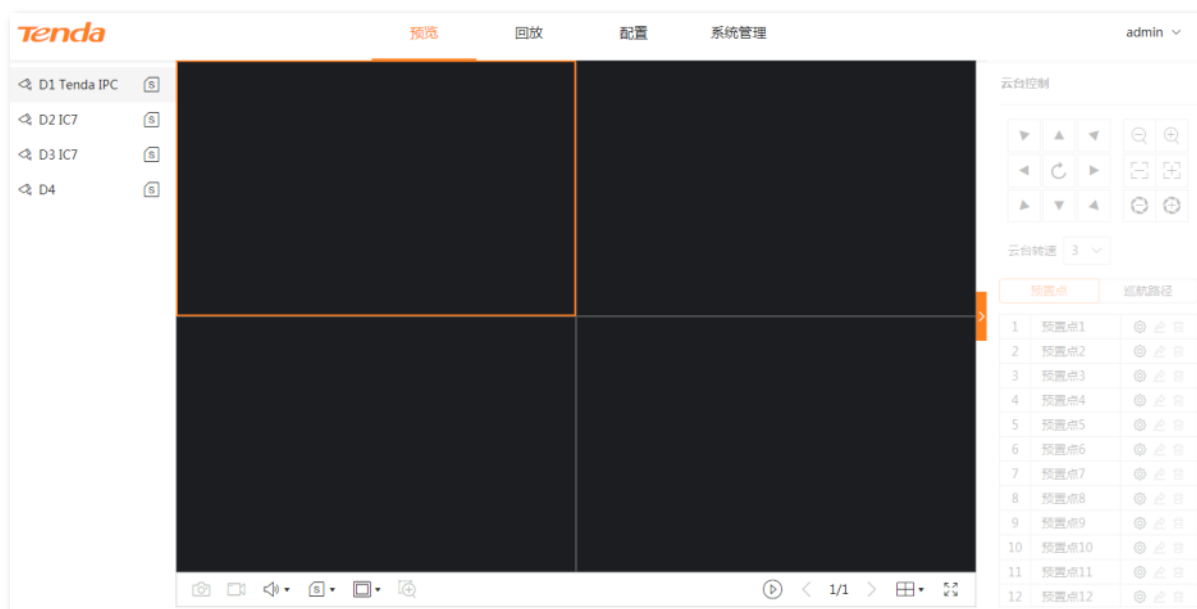 Tenda
预览 回放 配置 系统管理 admin
D1 Tenda IPC S
D2 IC7 S
D3 IC7 S
D4 S
云台控制
云台转速 3
预置点 巡航路径
1 预置点1
2 预置点2
3 预置点3
4 预置点4
5 预置点5
6 预置点6
7 预置点7
8 预置点8
9 预置点9
10 预置点10
11 预置点11
12 预置点12
S 1/1